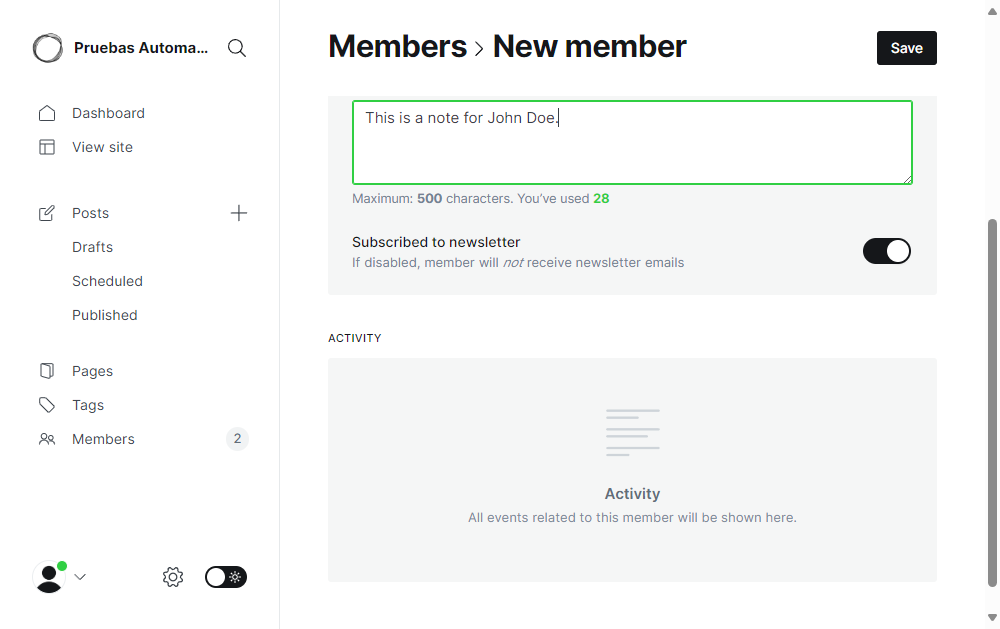 Pruebas Automa...
Dashboard
View site
Posts
Drafts
Scheduled
Published
Pages
Tags
Members
2
Members > New member
Save
This is a note for John Doe.
Maximum: 500 characters. You’ve used 28
Subscribed to newsletter
If disabled, member will not receive newsletter emails
ACTIVITY
Activity
All events related to this member will be shown here.